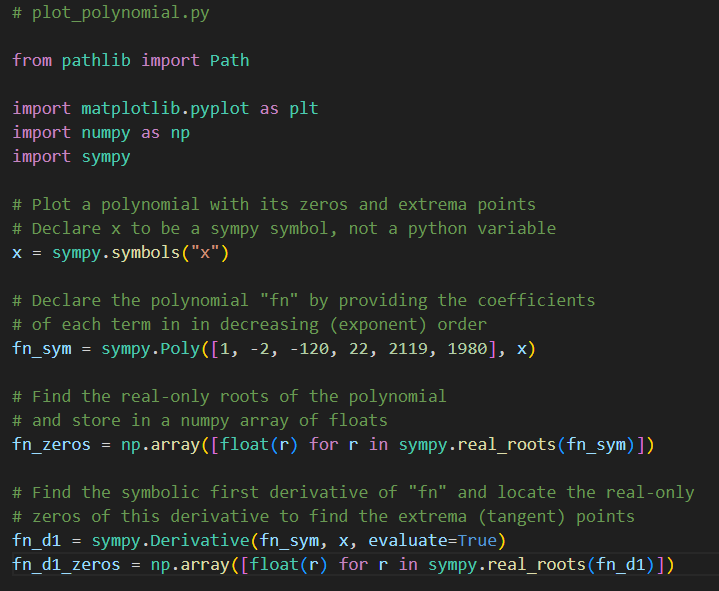 # plot_polynomial.py
from pathlib import Path
import matplotlib.pyplot as plt
import numpy as np
import sympy
# Plot a polynomial with its zeros and extrema points
# Declare x to be a sympy symbol, not a python variable
x = sympy.symbols("x")
# Declare the polynomial "fn" by providing the coefficients
# of each term in in decreasing (exponent) order
fn_sym = sympy.Poly([1, -2, -120, 22, 2119, 1980], x)
# Find the real-only roots of the polynomial
# and store in a numpy array of floats
fn_zeros = np.array([float(r) for r in sympy.real_roots(fn_sym)])
# Find the symbolic first derivative of "fn" and locate the real-only
# zeros of this derivative to find the extrema (tangent) points
fn_d1 = sympy.Derivative(fn_sym, x, evaluate=True)
fn_d1_zeros = np.array([float(r) for r in sympy.real_roots(fn_d1)])